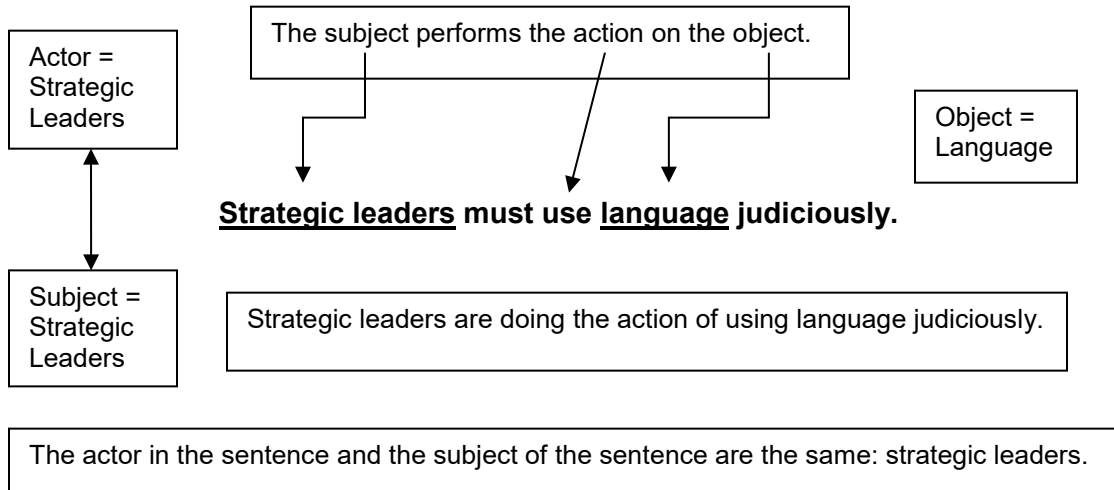 The subject performs the action on the object.
Actor =
Strategic
Leaders
Object =
Language
Strategic leaders must use language judiciously.
Subject =
Strategic
Leaders
Strategic leaders are doing the action of using language judiciously.
The actor in the sentence and the subject of the sentence are the same: strategic leaders.